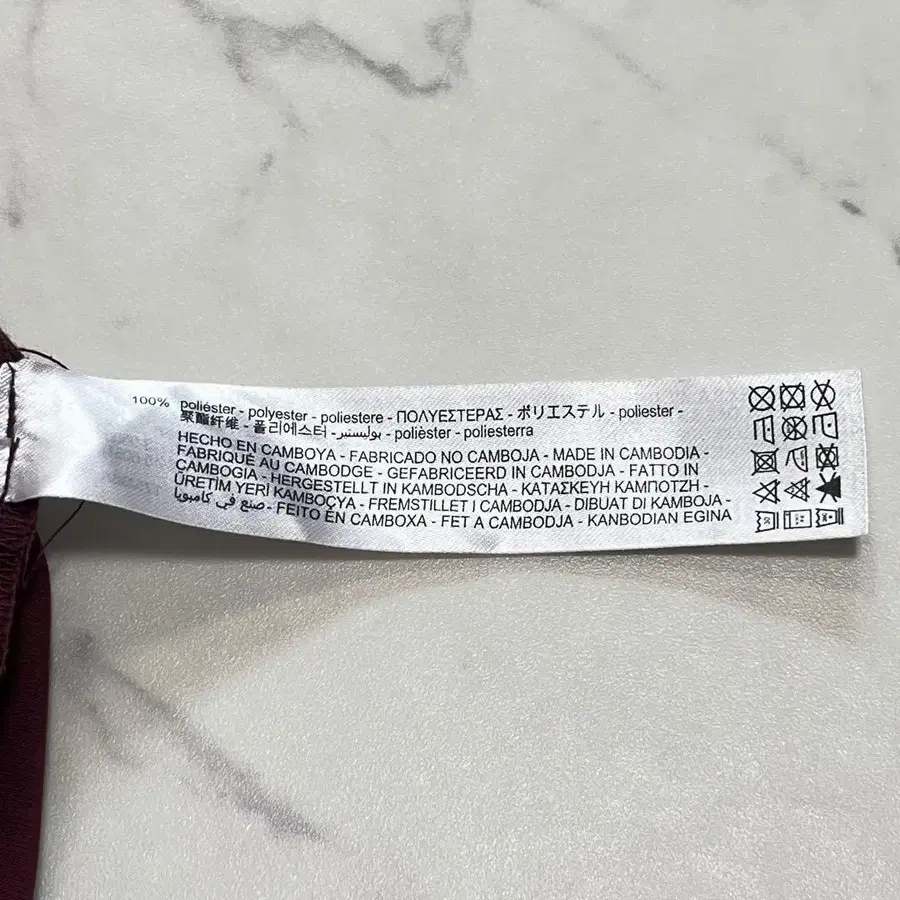 100% poliéster - polyester - poliestere - ΠΟΛΥΕΣΤΕΡΑΣ - ポリエステル - poliester -
聚酯纤维 - 폴리에스터 - بوليستير - polièster - poliesterra
HECHO EN CAMBOYA - FABRICADO NO CAMBOJA - MADE IN CAMBODIA -
FABRIQUÉ AU CAMBODGE - GEFABRICEERD IN CAMBODJA - FATTO IN
CAMBOGIA - HERGESTELLT IN KAMBODSCHA - ΚΑΤΑΣΚΕΥΗ ΚΑΜΠΟΤΖΗ -
ÜRETİM YERİ KAMBOÇYA - FREMSTILLET I CAMBODJA - DIBUAT DI KAMBOJA -
صنع في كامبوديا - FEITO EN CAMBOXA - FET A CAMBODJA - KANBODIAN EGINA